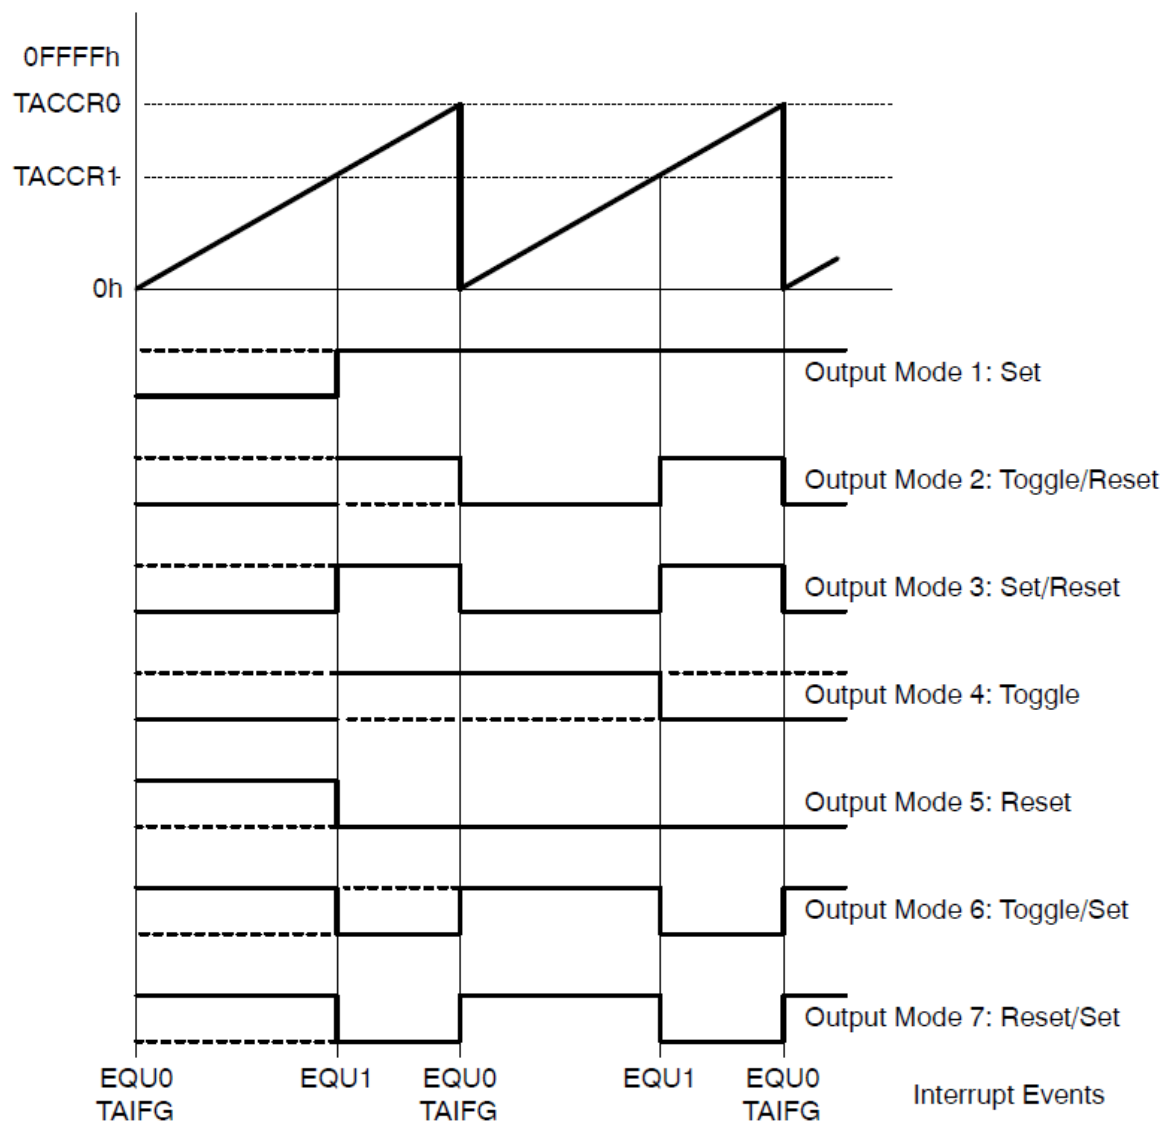 0FFFFh
TACCR0
TACCR1
0h
Output Mode 1: Set
Output Mode 2: Toggle/Reset
Output Mode 3: Set/Reset
Output Mode 4: Toggle
Output Mode 5: Reset
Output Mode 6: Toggle/Set
Output Mode 7: Reset/Set
EQU0 EQU1 EQU0 EQU1 EQU0 Interrupt Events
TAIFG TAIFG TAIFG